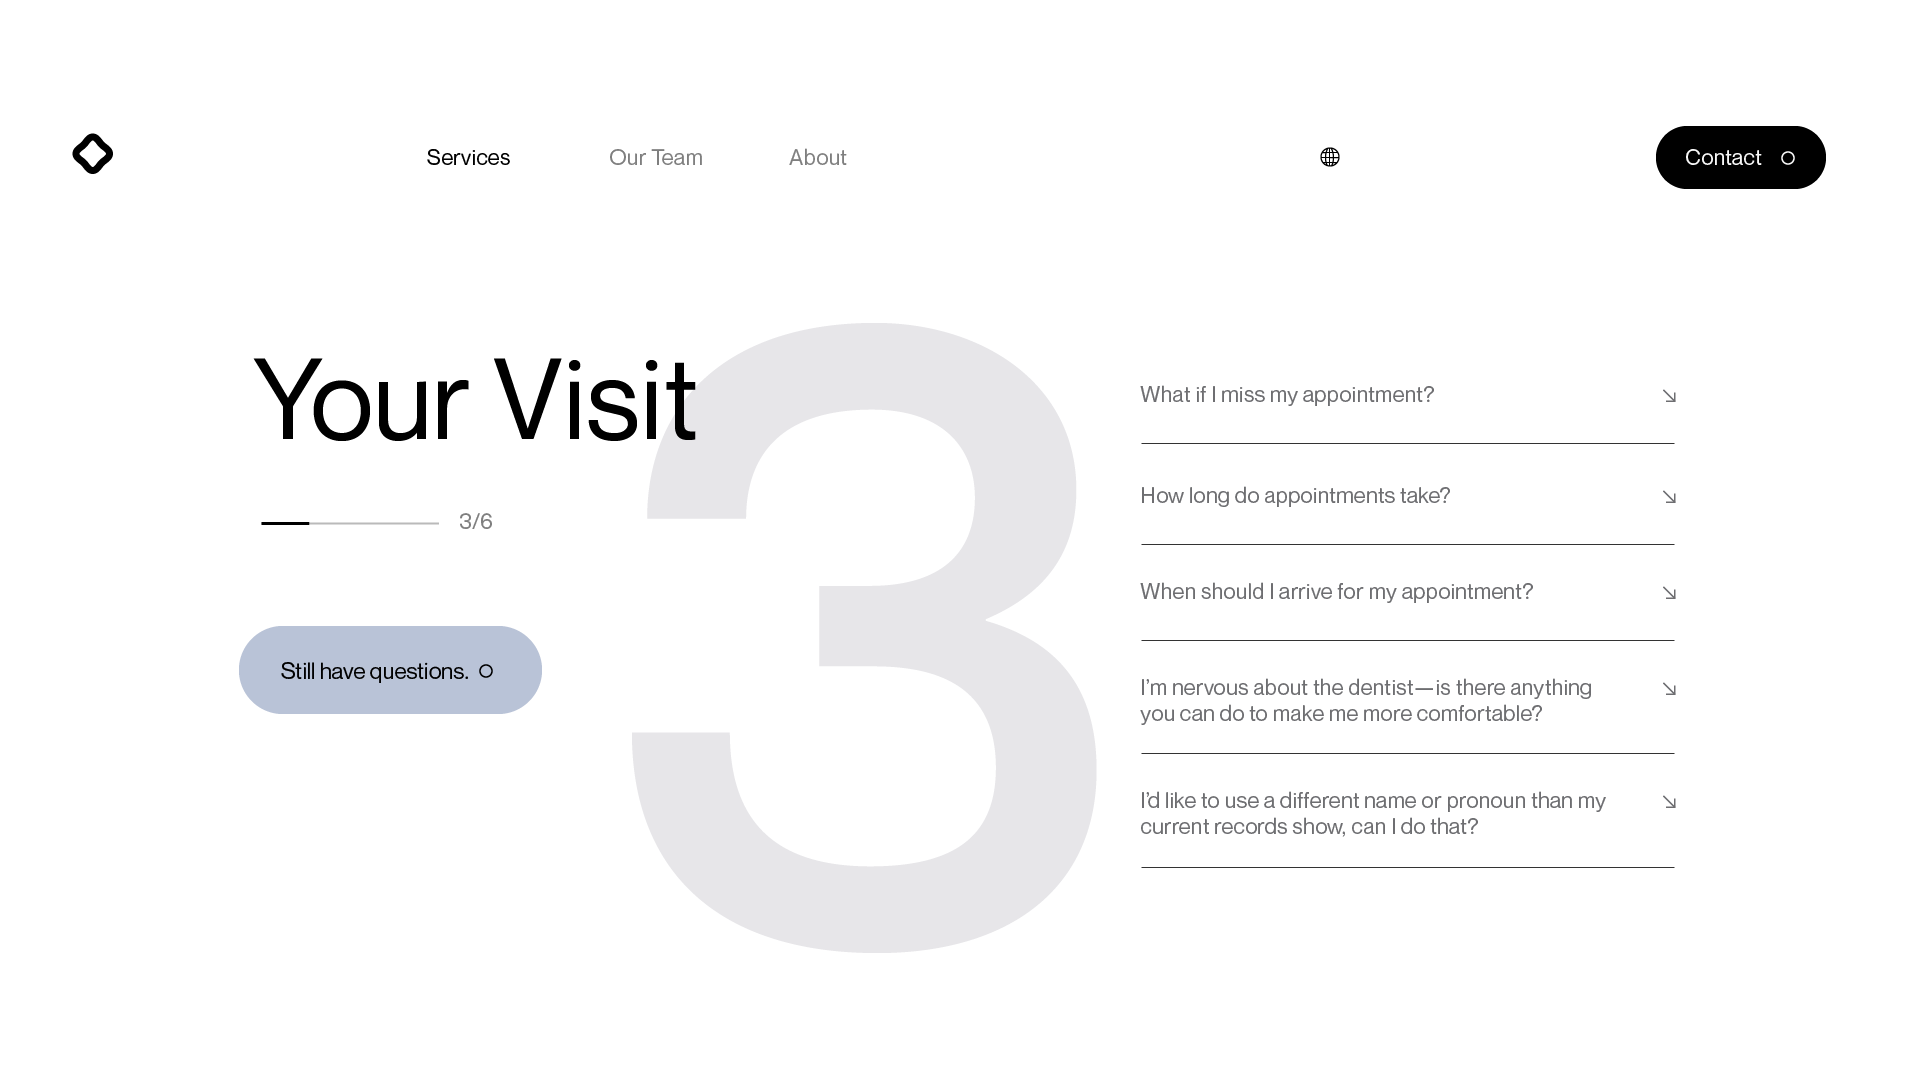 Services
Our Team
About
Contact
Your Visit
3
3/6
Still have questions.
What if I miss my appointment?
How long do appointments take?
When should I arrive for my appointment?
I’m nervous about the dentist—is there anything
you can do to make me more comfortable?
I’d like to use a different name or pronoun than my
current records show, can I do that?